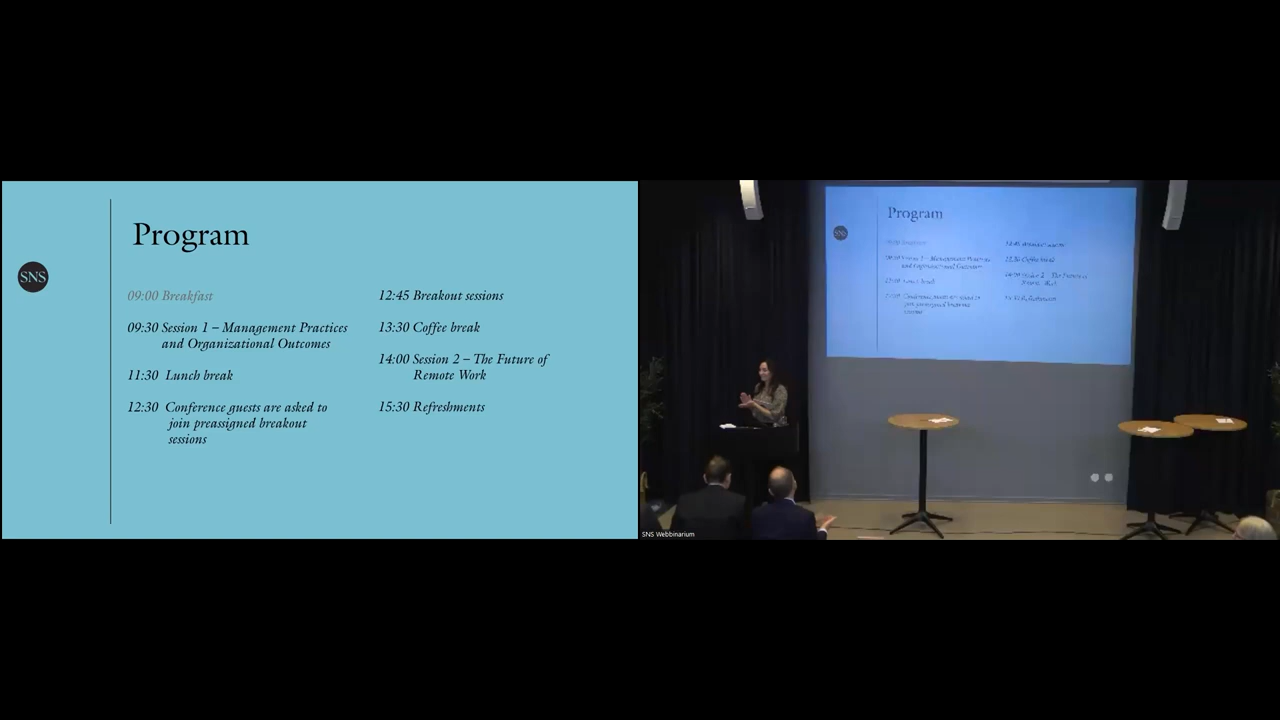 Program
SNS
09:00 Breakfast
09:30 Session 1 – Management Practices
and Organizational Outcomes
11:30 Lunch break
12:30 Conference guests are asked to
join preassigned breakout
sessions
12:45 Breakout sessions
13:30 Coffee break
14:00 Session 2 – The Future of
Remote Work
15:30 Refreshments
Program
SNS
SNS Webbinarium